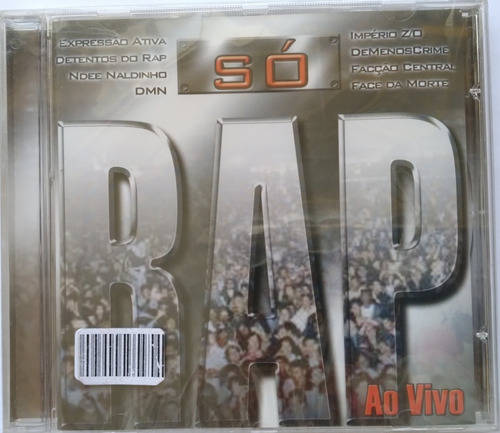 Expressão Ativa
Detentos do Rap
Ndee Naldinho
DMN
SÓ
Império Z/O
DeMenosCrime
Facção Central
Face da Morte
RAP
Ao Vivo